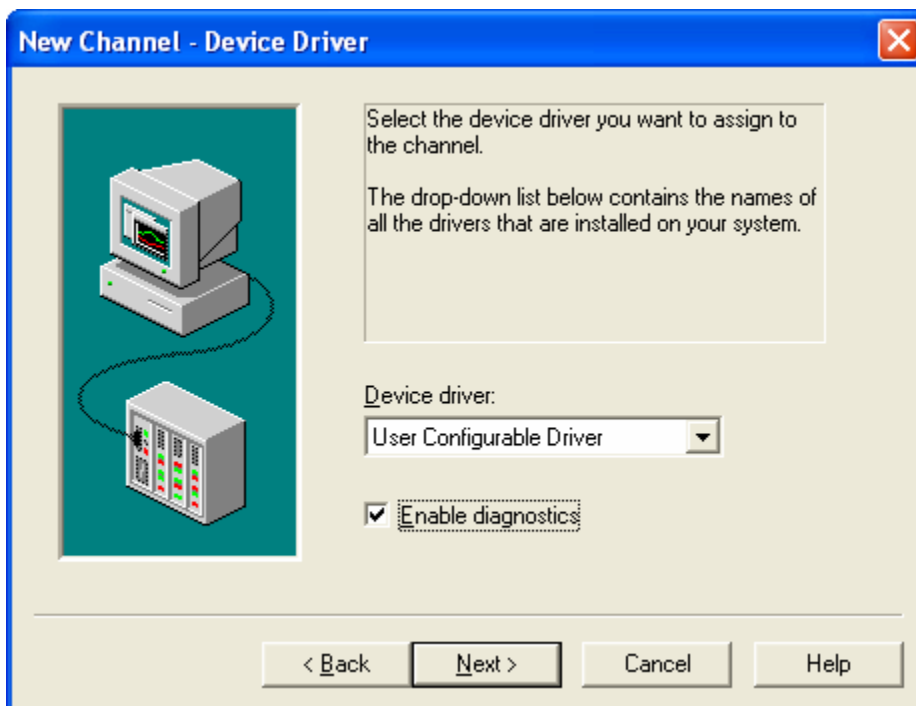 New Channel - Device Driver
Select the device driver you want to assign to
the channel.
The drop-down list below contains the names of
all the drivers that are installed on your system.
Device driver:
User Configurable Driver
Enable diagnostics
< Back
Next >
Cancel
Help